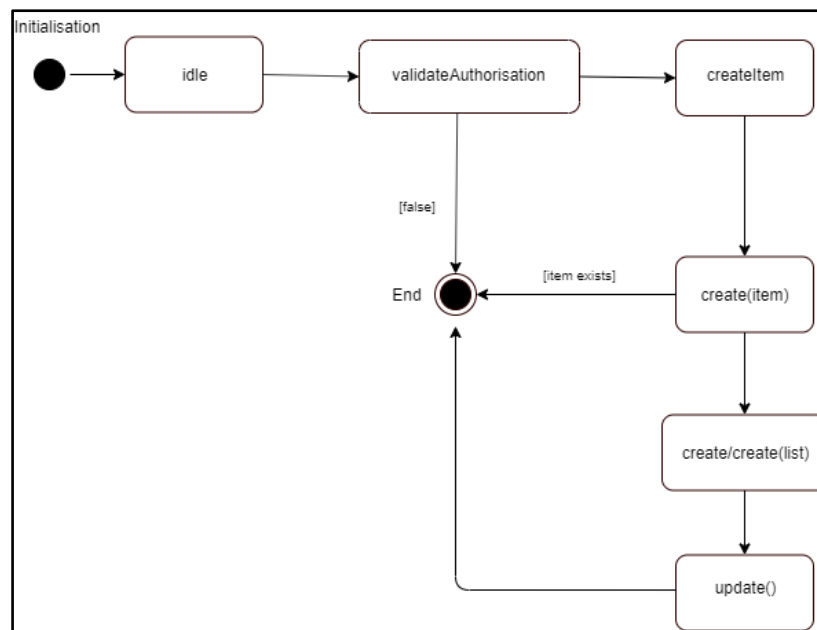 Initialisation
idle
validateAuthorisation
createItem
[false]
[item exists]
End
create(item)
create/create(list)
update()